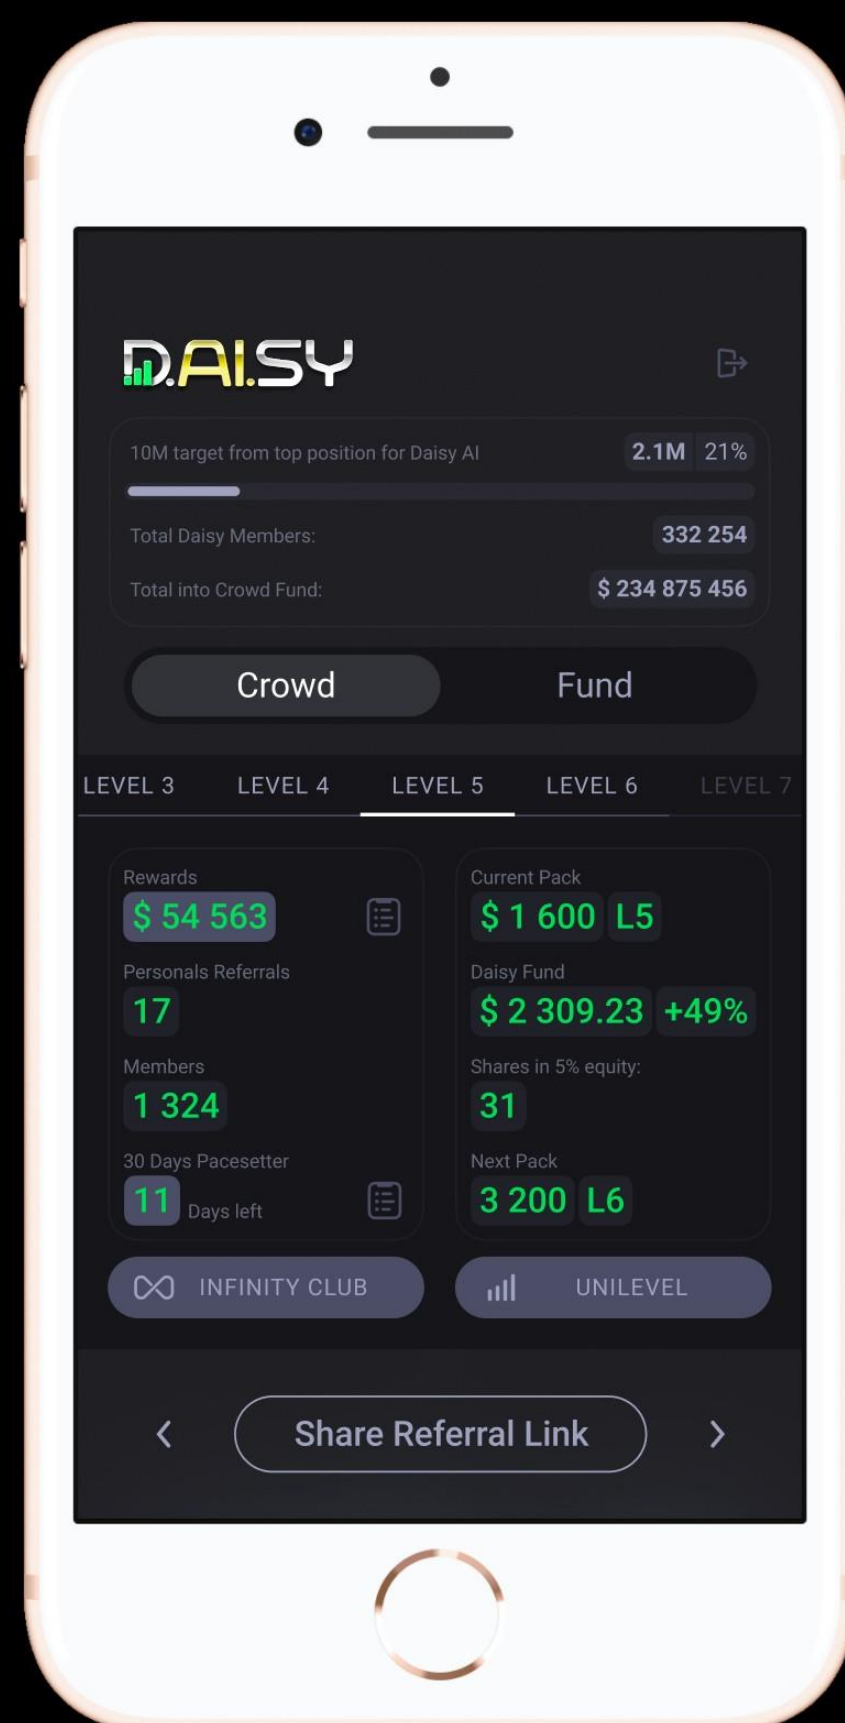 D.AI.SY
10M target from top position for Daisy AI 2.1M 21%
Total Daisy Members: 332 254
Total into Crowd Fund: $ 234 875 456
Crowd Fund
LEVEL 3 LEVEL 4 LEVEL 5 LEVEL 6 LEVEL 7
Rewards
$ 54 563
Personals Referrals
17
Members
1 324
30 Days Pacesetter
11 Days left
Current Pack
$ 1 600 L5
Daisy Fund
$ 2 309.23 +49%
Shares in 5% equity:
31
Next Pack
3 200 L6
INFINITY CLUB UNILEVEL
Share Referral Link